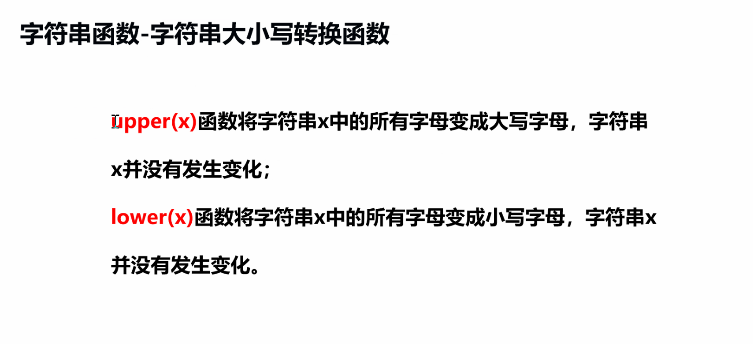 字符串函数-字符串大小写转换函数
upper(x)函数将字符串x中的所有字母变成大写字母，字符串
x并没有发生变化；
lower(x)函数将字符串x中的所有字母变成小写字母，字符串x
并没有发生变化。